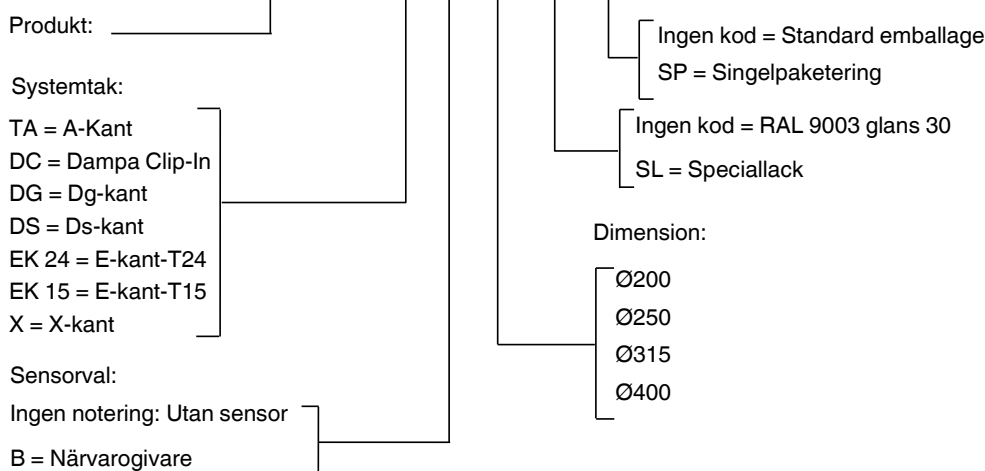 Produkt:
Systemtak:
TA = A-Kant
DC = Dampa Clip-In
DG = Dg-kant
DS = Ds-kant
EK 24 = E-kant-T24
EK 15 = E-kant-T15
X = X-kant
Sensorval:
Ingen notering: Utan sensor
B = Närvarogivare
Ingen kod = Standard emballage
SP = Singelpaketering
Ingen kod = RAL 9003 glans 30
SL = Speciallack
Dimension:
Ø200
Ø250
Ø315
Ø400